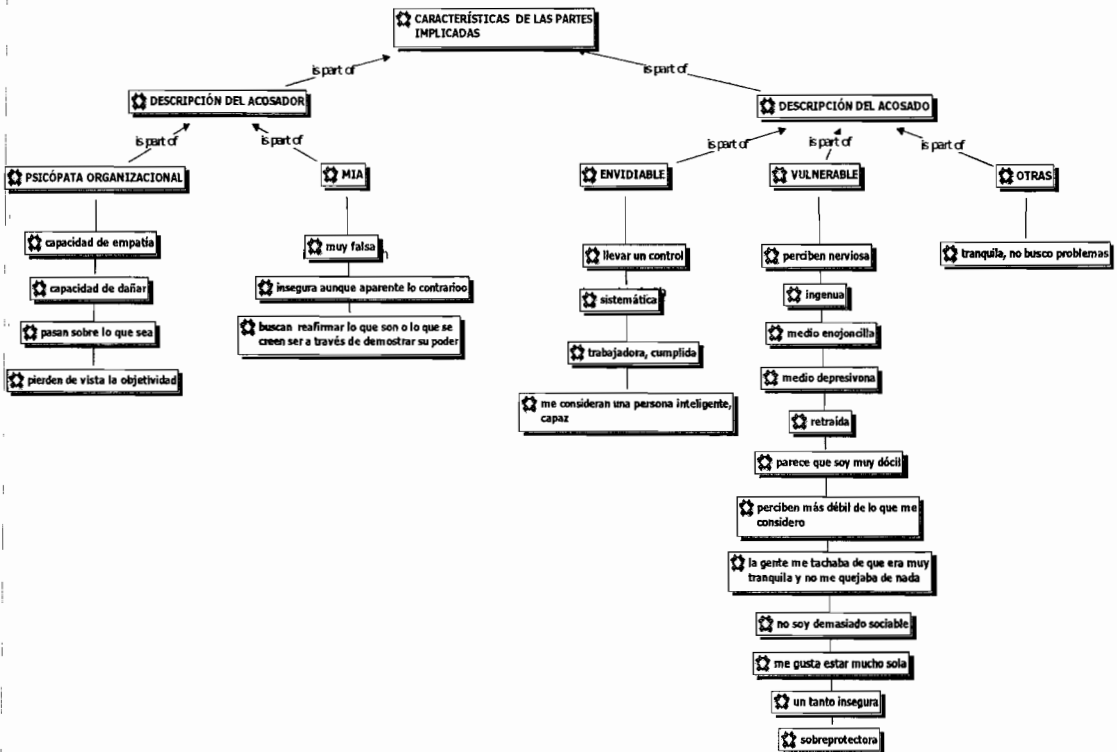 CARACTERÍSTICAS DE LAS PARTES
IMPLICADAS
is part of
is part of
DESCRIPCIÓN DEL ACOSADOR
DESCRIPCIÓN DEL ACOSADO
is part of
is part of
is part of
is part of
is part of
PSICÓPATA ORGANIZACIONAL
MIA
ENVIDIABLE
VULNERABLE
OTRAS
capacidad de empatía
capacidad de dañar
pasan sobre lo que sea
pierden de vista la objetividad
muy falsa
insegura aunque aparente lo contrarioo
buscan reafirmar lo que son o lo que se
creen ser a través de demostrar su poder
llevar un control
sistemática
trabajadora, cumplida
me consideran una persona inteligente,
capaz
perciben nerviosa
ingenua
medio enojoncilla
medio depresivona
retraída
parece que soy muy dócil
perciben más débil de lo que me
considero
la gente me tachaba de que era muy
tranquila y no me quejaba de nada
no soy demasiado sociable
me gusta estar mucho sola
un tanto insegura
sobreprotectora
tranquila, no busco problemas